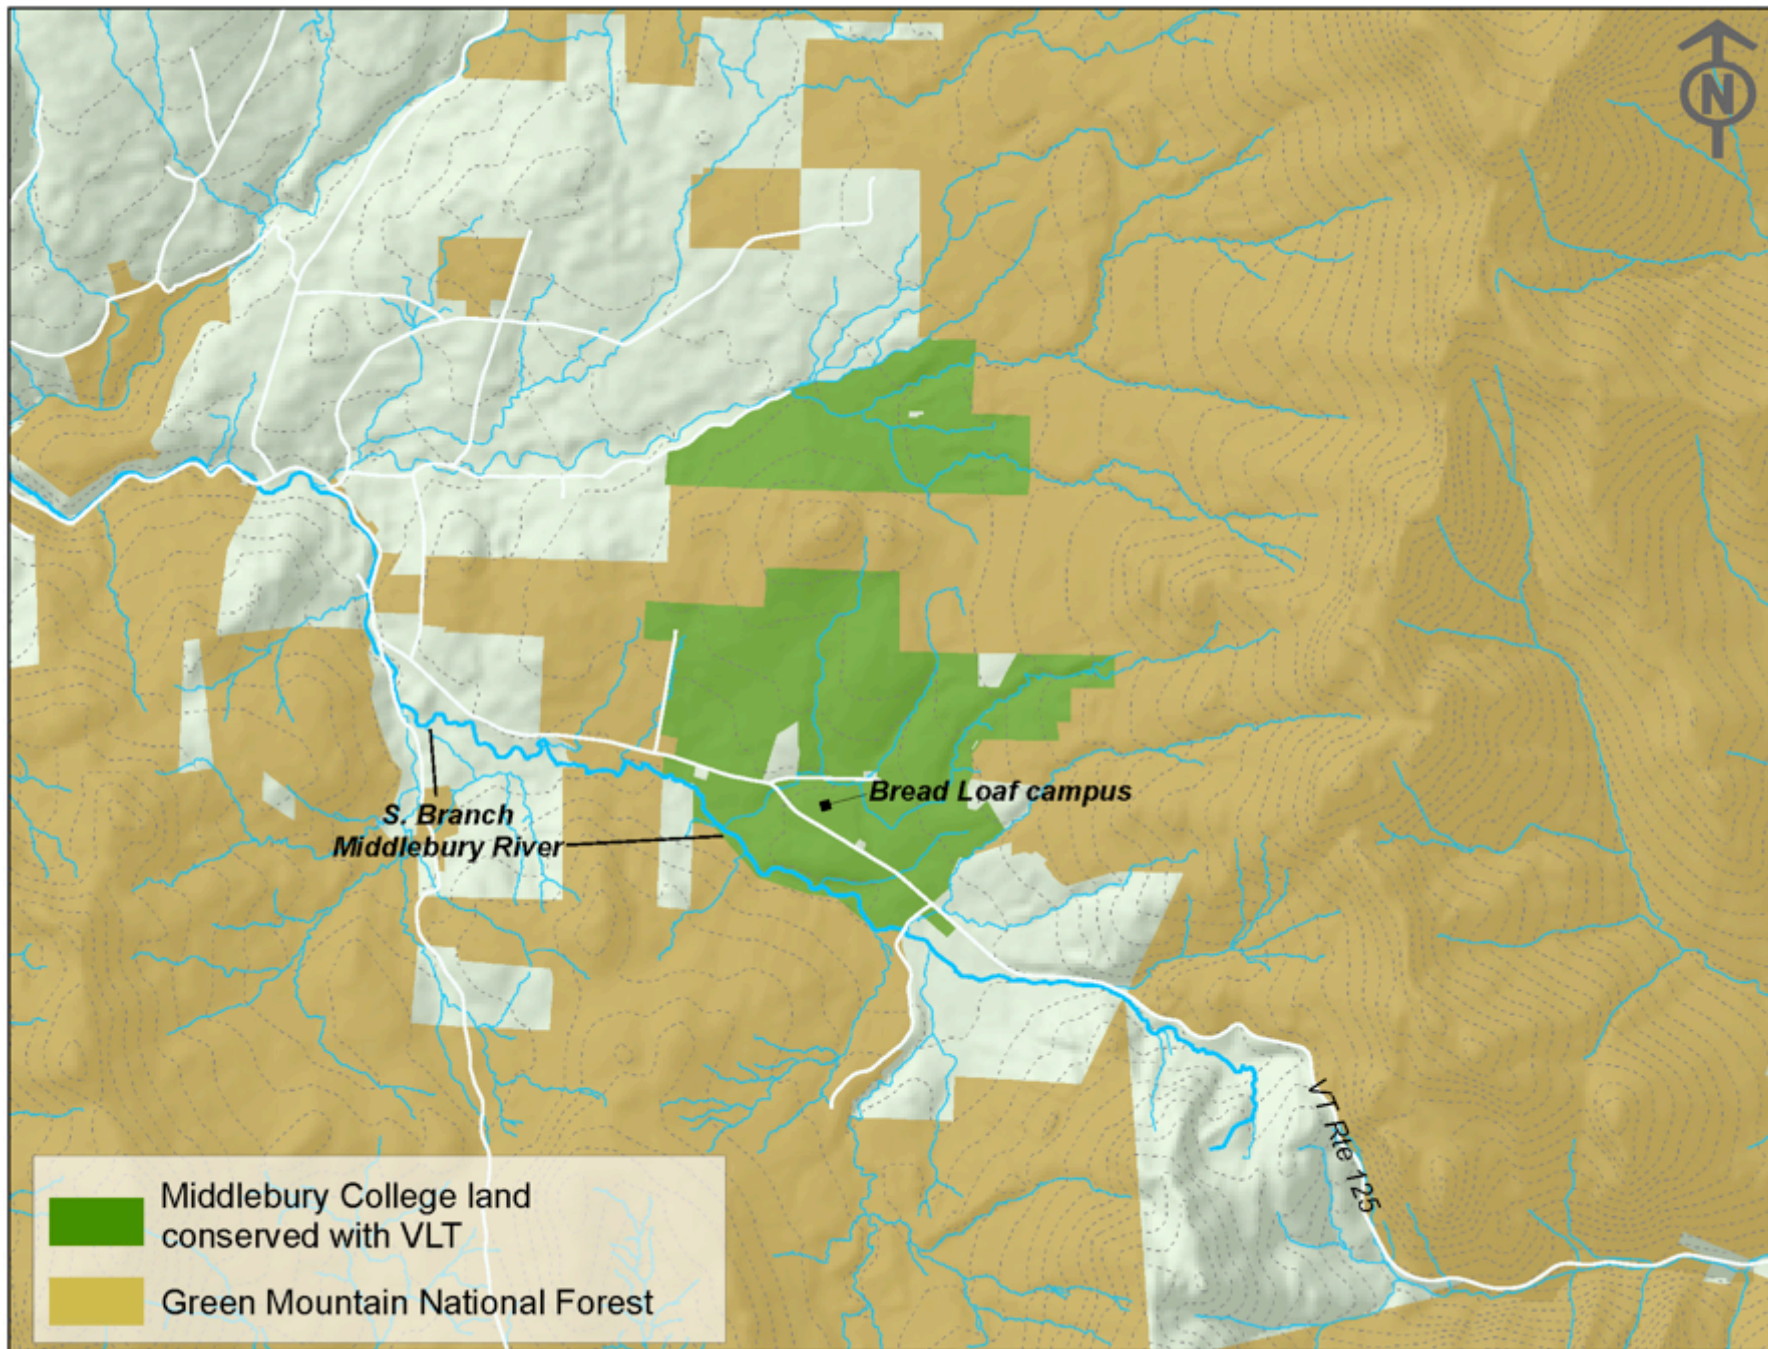 N
Bread Loaf campus
S. Branch
Middlebury River
VT Rte 125
Middlebury College land
conserved with VLT
Green Mountain National Forest